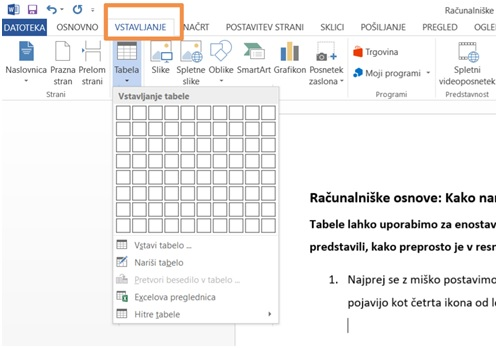 Računalniške
DATOTEKA OSNOVNO VSTAVLJANJE NAČRT POSTAVITEV STRANI SKLICI POŠILJANJE PREGLED OGLE
Naslovnica Prazna stran Prelom strani Tabela Slike Spletne slike Oblike SmartArt Grafikon Posnetek zaslona Trgovina Moji programi Spletni videoposnetek
Strani Programi Predstavnost
Vstavljanje tabele
Vstavi tabelo ...
Nariši tabelo
Pretvori besedilo v tabelo ...
Excelova preglednica
Hitre tabele
Računalniške osnove: Kako nar
Tabele lahko uporabimo za enostav
predstavili, kako preprosto je v resn
1. Najprej se z miško postavimo
pojavijo kot četrta ikona od le